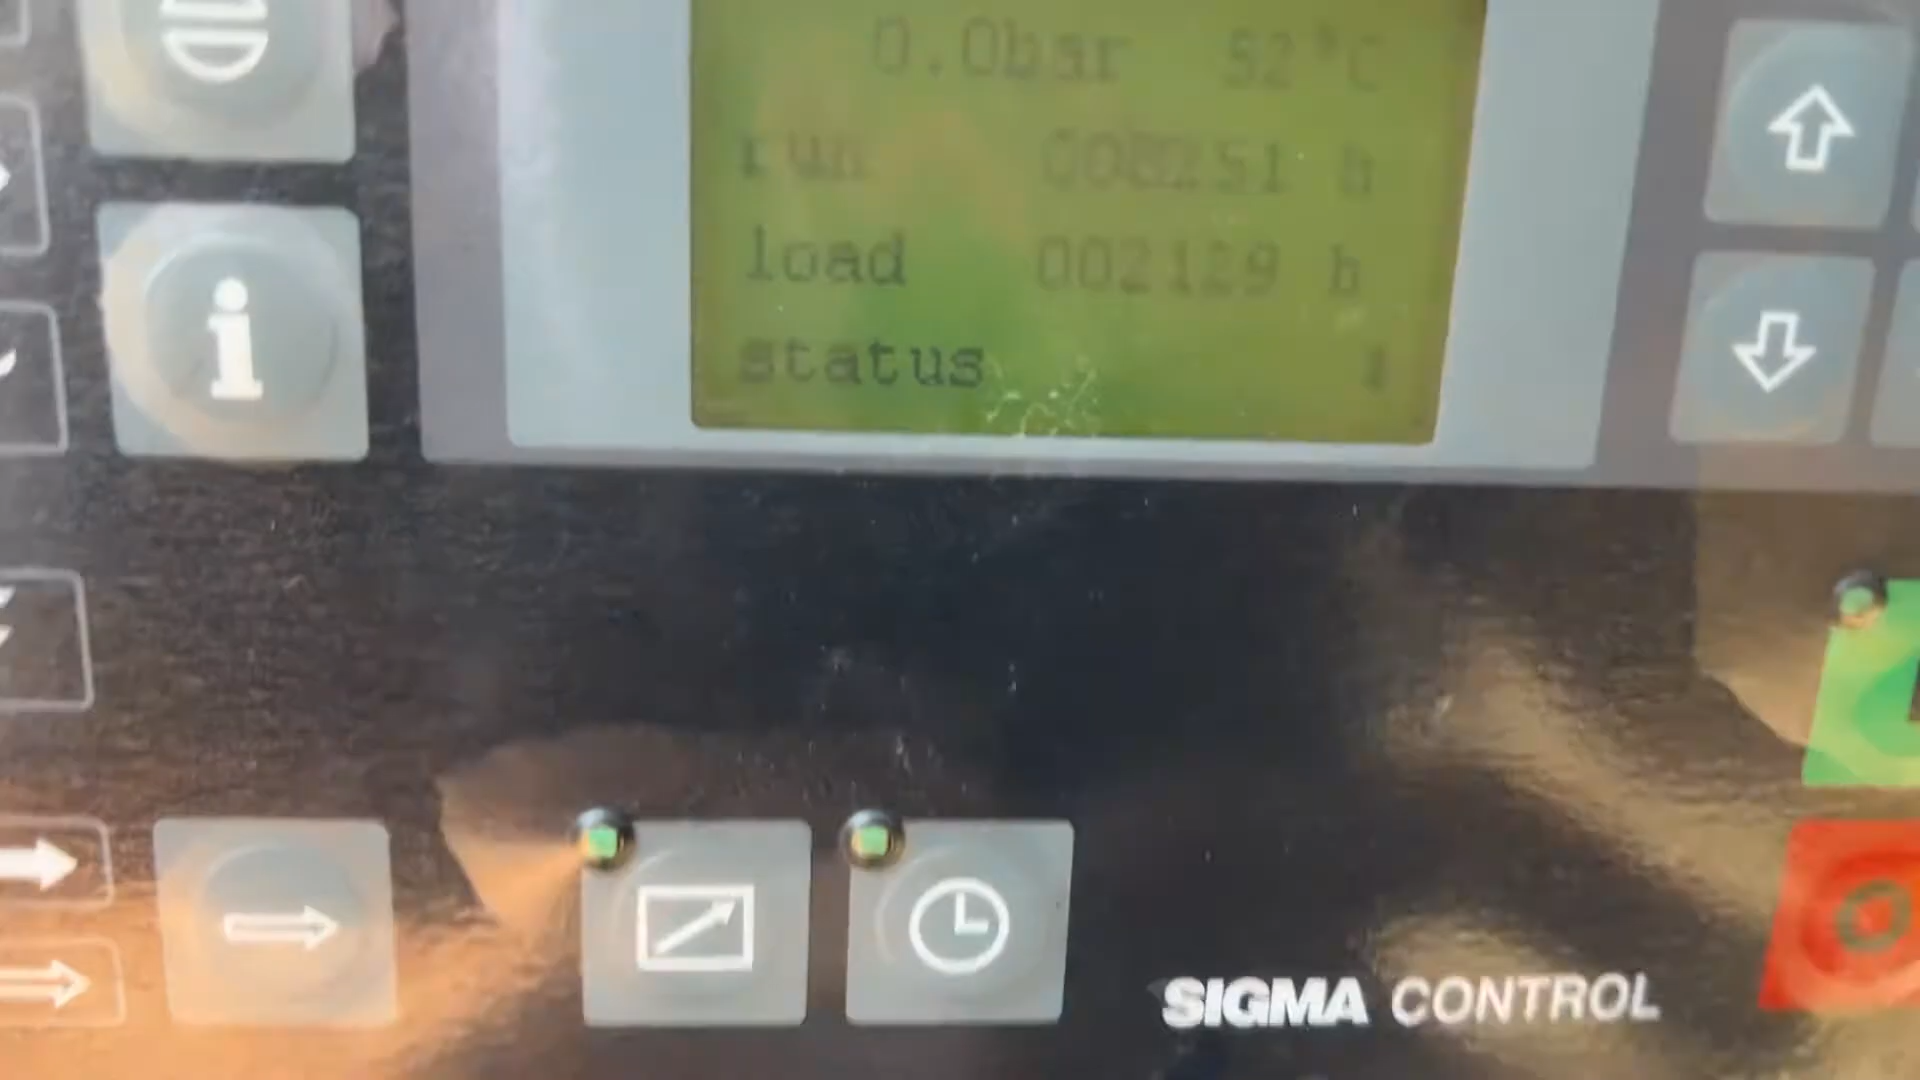 0.0bar 52°C
run 008251 h
load 002129 h
status
SIGMA CONTROL